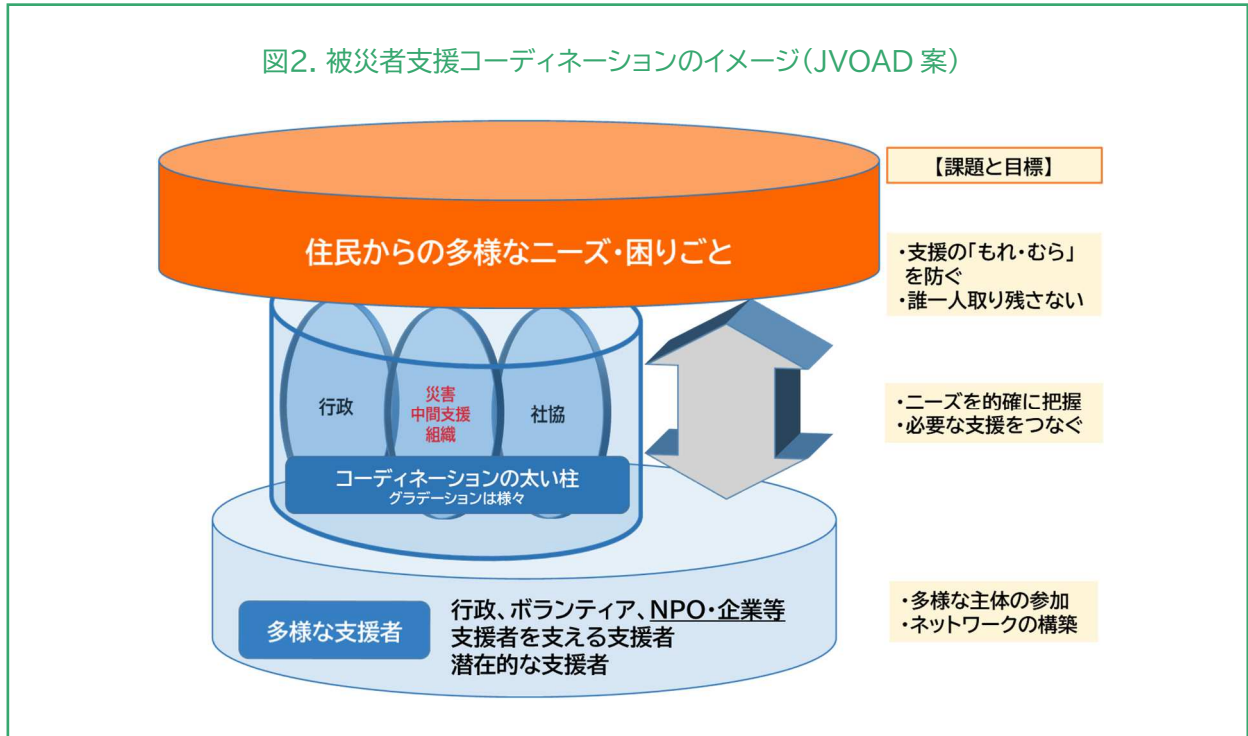 図2. 被災者支援コーディネーションのイメージ(JVOAD 案)
【課題と目標】
住民からの多様なニーズ・困りごと
・支援の「もれ・むら」
を防ぐ
・誰一人取り残さない
行政
災害
中間支援
組織
社協
・ニーズを的確に把握
・必要な支援をつなぐ
コーディネーションの太い柱
グラデーションは様々
多様な支援者
行政、ボランティア、NPO・企業等
支援者を支える支援者
潜在的な支援者
・多様な主体の参加
・ネットワークの構築